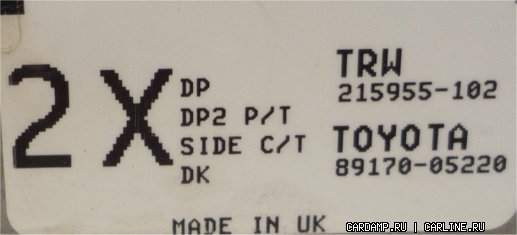 2X
DP
DP2 P/T
SIDE C/T
DK
TRW
215955-102
TOYOTA
89170-05220
MADE IN UK
CARDAMP.RU | CARLINE.RU